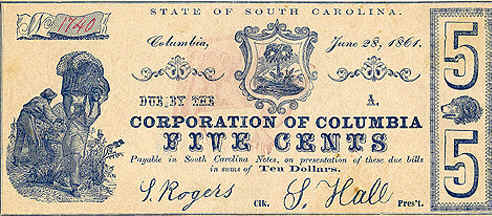 STATE OF SOUTH CAROLINA.
No 1740
Columbia, June 28, 1861.
DUE BY THE A.
CORPORATION OF COLUMBIA
FIVE CENTS
Payable in South Carolina Notes, on presentation of these due bills
in sums of Ten Dollars.
S. Rogers Clk. S. Hall Pres't.
5
5